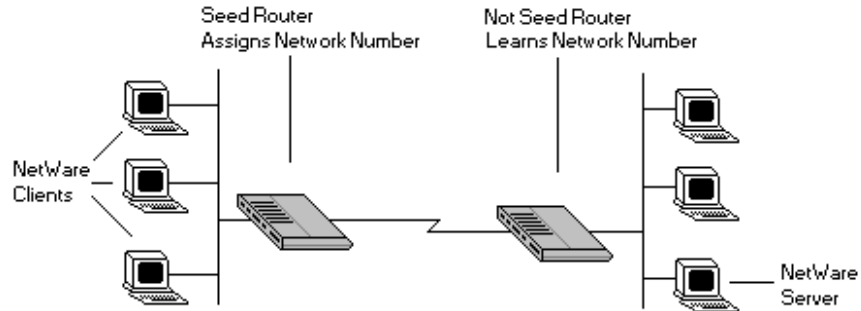 Seed Router
Assigns Network Number
Not Seed Router
Learns Network Number
NetWare
Clients
NetWare
Server